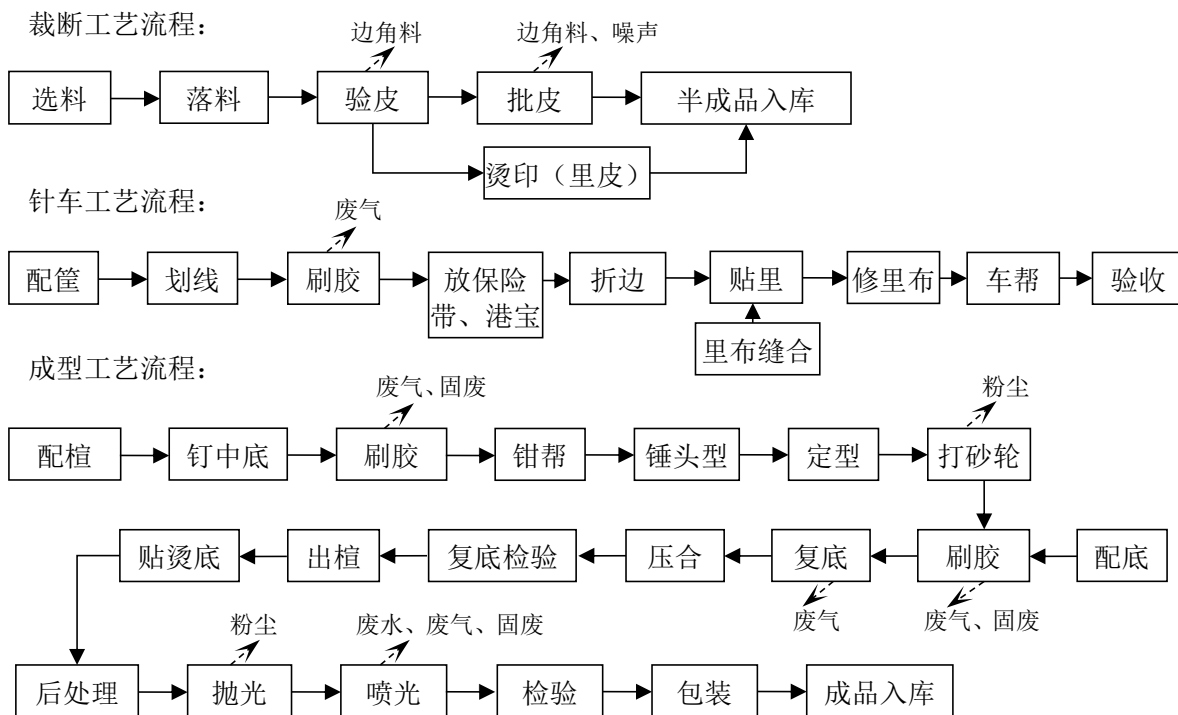 裁断工艺流程：
边角料
边角料、噪声
选料
落料
验皮
批皮
半成品入库
烫印（里皮）
针车工艺流程：
废气
配筐
划线
刷胶
放保险
带、港宝
折边
贴里
修里布
车帮
验收
里布缝合
成型工艺流程：
废气、固废
粉尘
配楦
钉中底
刷胶
钳帮
锤头型
定型
打砂轮
贴烫底
出楦
复底检验
压合
复底
刷胶
配底
废气
废气、固废
粉尘
废水、废气、固废
后处理
抛光
喷光
检验
包装
成品入库